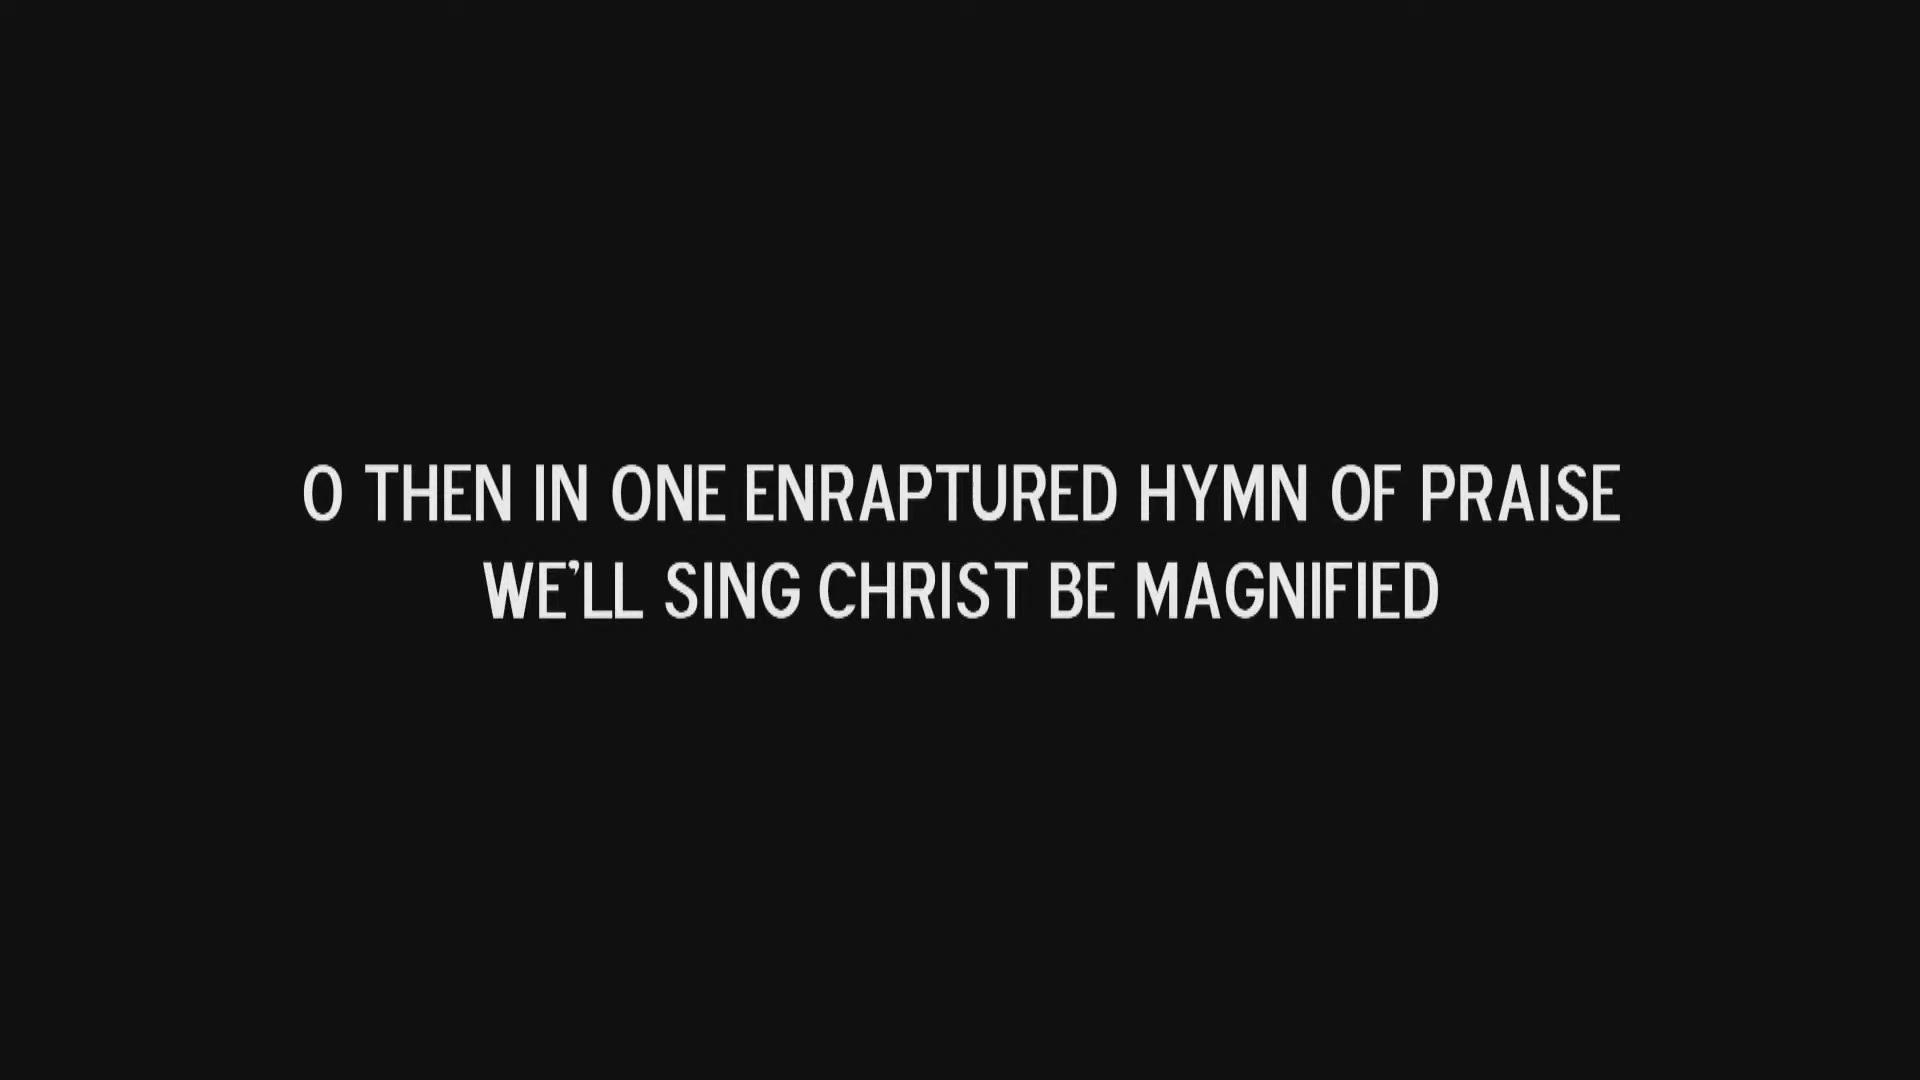 O THEN IN ONE ENRAPTURED HYMN OF PRAISE
WE'LL SING CHRIST BE MAGNIFIED